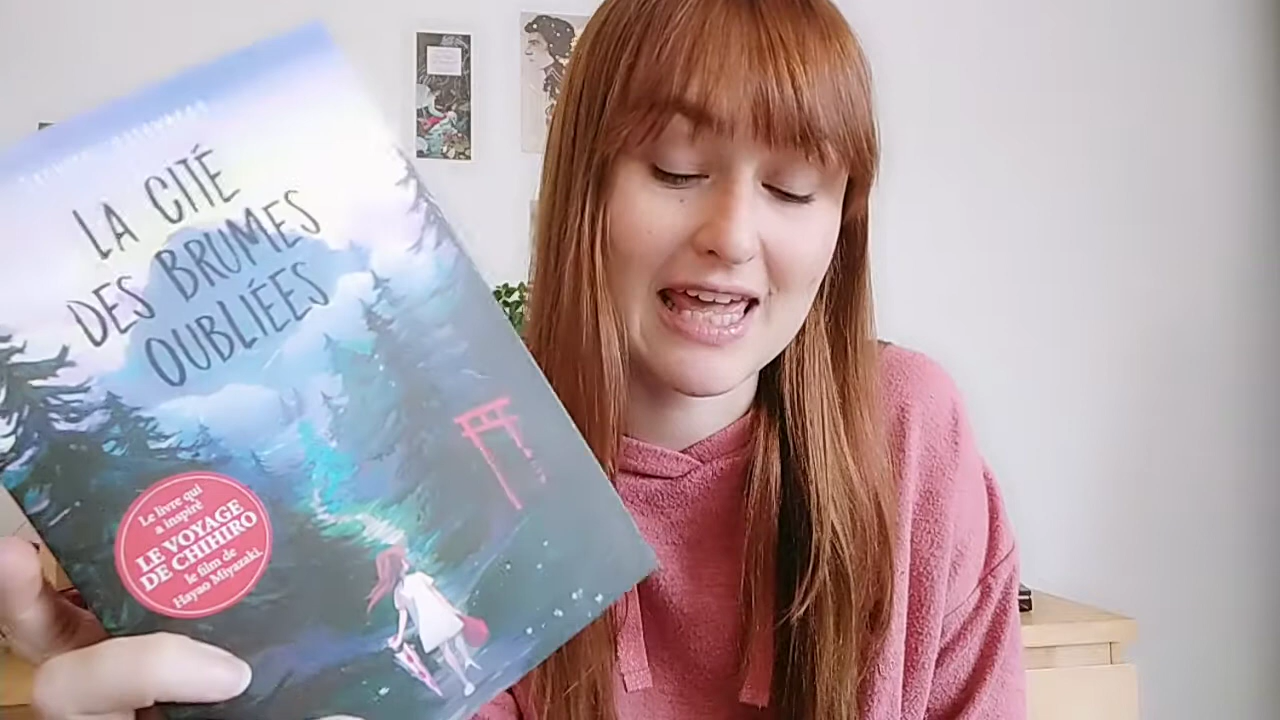 LA CITÉ
DES BRUMES
OUBLIÉES
Le livre qui
a inspiré
LE VOYAGE
DE CHIHIRO
le film de
Hayao Miyazaki.